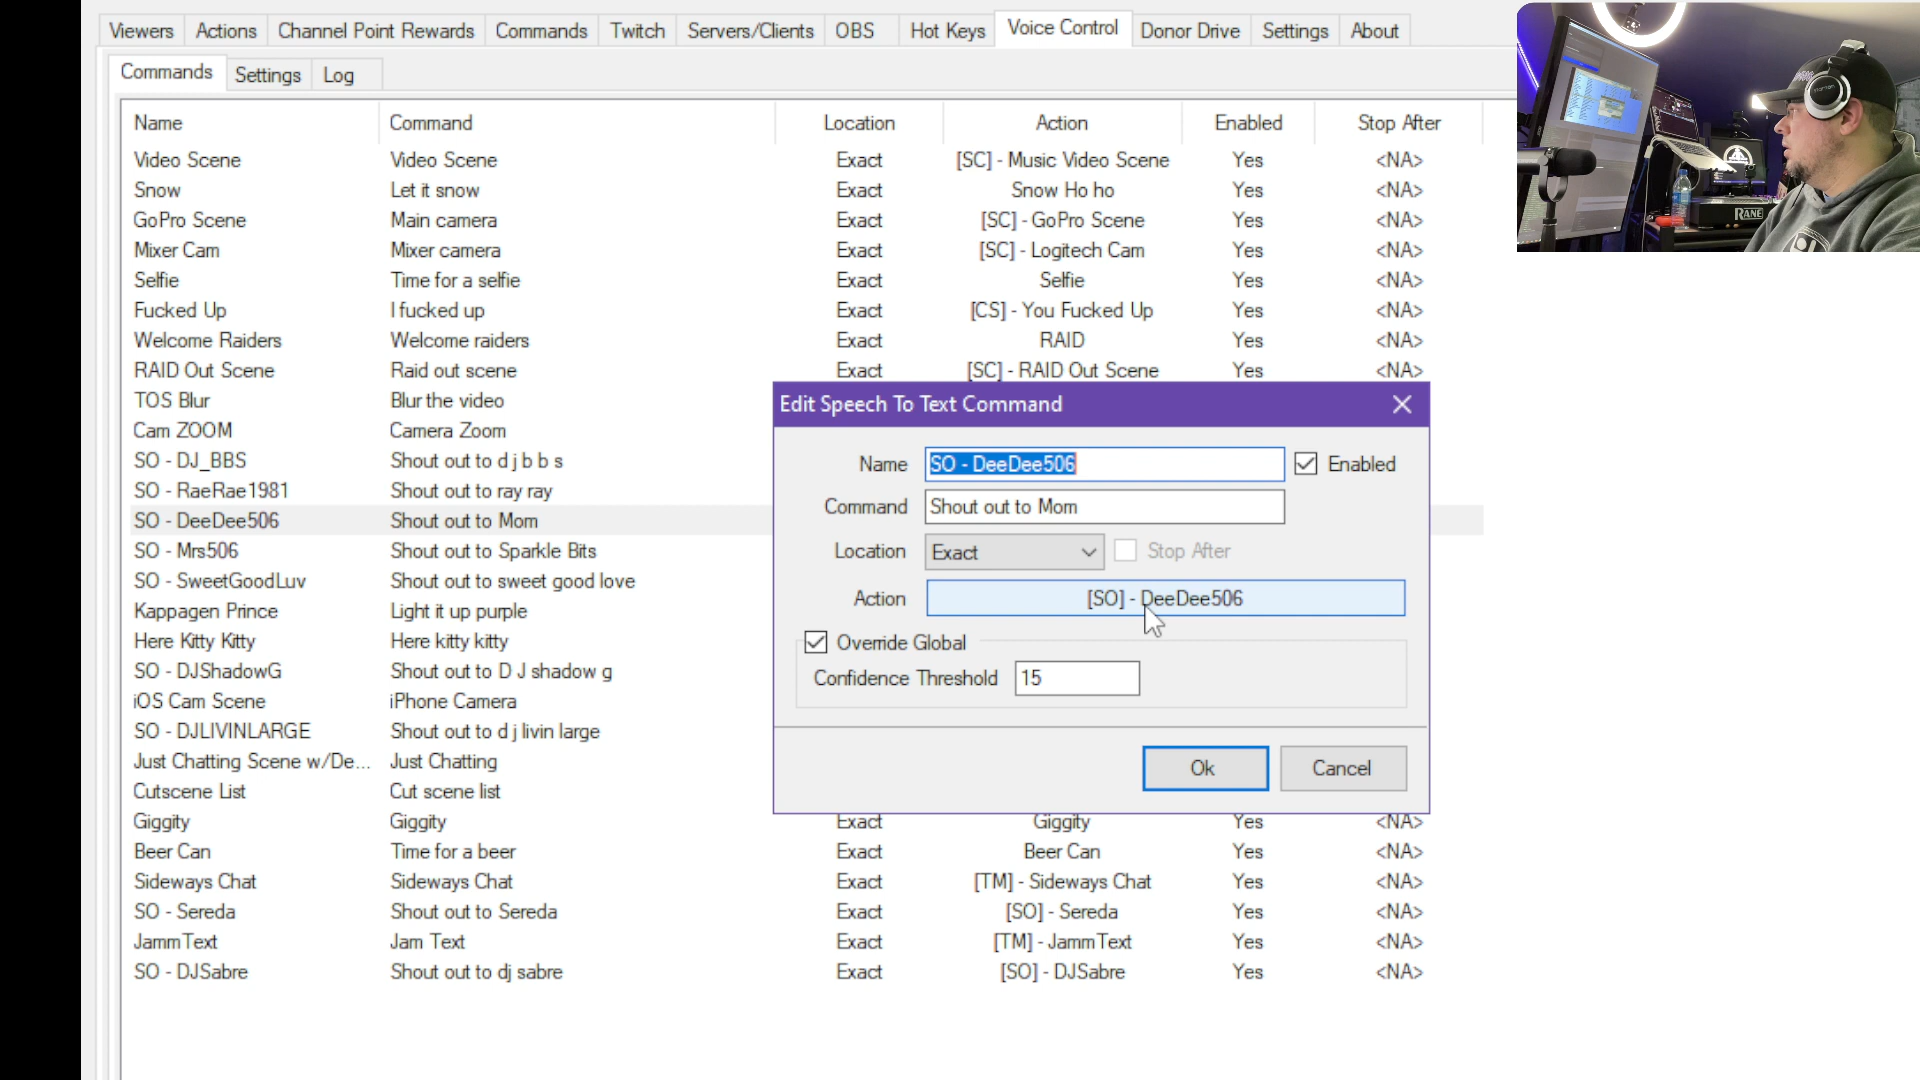 Viewers Actions Channel Point Rewards Commands Twitch Servers/Clients OBS Hot Keys Voice Control Donor Drive Settings About
Commands Settings Log
Name Command Location Action Enabled Stop After
Video Scene Video Scene Exact [SC] - Music Video Scene Yes <NA>
Snow Let it snow Exact Snow Ho ho Yes <NA>
GoPro Scene Main camera Exact [SC] - GoPro Scene Yes <NA>
Mixer Cam Mixer camera Exact [SC] - Logitech Cam Yes <NA>
Selfie Time for a selfie Exact Selfie Yes <NA>
Fucked Up I fucked up Exact [CS] - You Fucked Up Yes <NA>
Welcome Raiders Welcome raiders Exact RAID Yes <NA>
RAID Out Scene Raid out scene Exact [SC] - RAID Out Scene Yes <NA>
TOS Blur Blur the video
Cam ZOOM Camera Zoom
SO - DJ_BBS Shout out to d j b b s
SO - RaeRae1981 Shout out to ray ray
SO - DeeDee506 Shout out to Mom
SO - Mrs506 Shout out to Sparkle Bits
SO - SweetGoodLuv Shout out to sweet good love
Kappagen Prince Light it up purple
Here Kitty Kitty Here kitty kitty
SO - DJShadowG Shout out to D J shadow g
iOS Cam Scene iPhone Camera
SO - DJLIVINLARGE Shout out to d j livin large
Just Chatting Scene w/De... Just Chatting
Cutscene List Cut scene list
Giggity Giggity Exact Giggity Yes <NA>
Beer Can Time for a beer Exact Beer Can Yes <NA>
Sideways Chat Sideways Chat Exact [TM] - Sideways Chat Yes <NA>
SO - Sereda Shout out to Sereda Exact [SO] - Sereda Yes <NA>
JammText Jam Text Exact [TM] - JammText Yes <NA>
SO - DJSabre Shout out to dj sabre Exact [SO] - DJSabre Yes <NA>
Edit Speech To Text Command
Name SO - DeeDee506 Enabled
Command Shout out to Mom
Location Exact Stop After
Action [SO] - DeeDee506
Override Global
Confidence Threshold 15
Ok Cancel
RANE